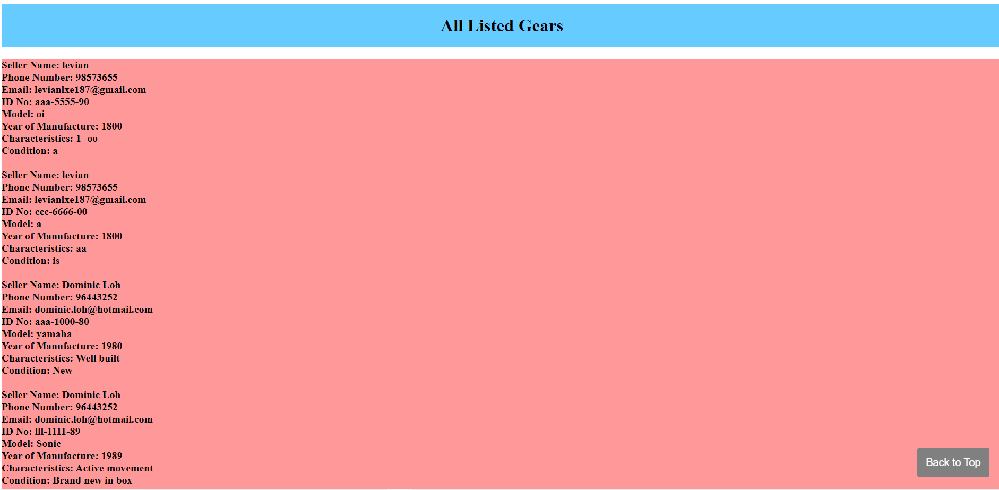 All Listed Gears
Seller Name: levian
Phone Number: 98573655
Email: levianlxe187@gmail.com
ID No: aaa-5555-90
Model: oi
Year of Manufacture: 1800
Characteristics: 1=oo
Condition: a
Seller Name: levian
Phone Number: 98573655
Email: levianlxe187@gmail.com
ID No: ccc-6666-00
Model: a
Year of Manufacture: 1800
Characteristics: aa
Condition: is
Seller Name: Dominic Loh
Phone Number: 96443252
Email: dominic.loh@hotmail.com
ID No: aaa-1000-80
Model: yamaha
Year of Manufacture: 1980
Characteristics: Well built
Condition: New
Seller Name: Dominic Loh
Phone Number: 96443252
Email: dominic.loh@hotmail.com
ID No: lll-1111-89
Model: Sonic
Year of Manufacture: 1989
Characteristics: Active movement
Condition: Brand new in box
Back to Top